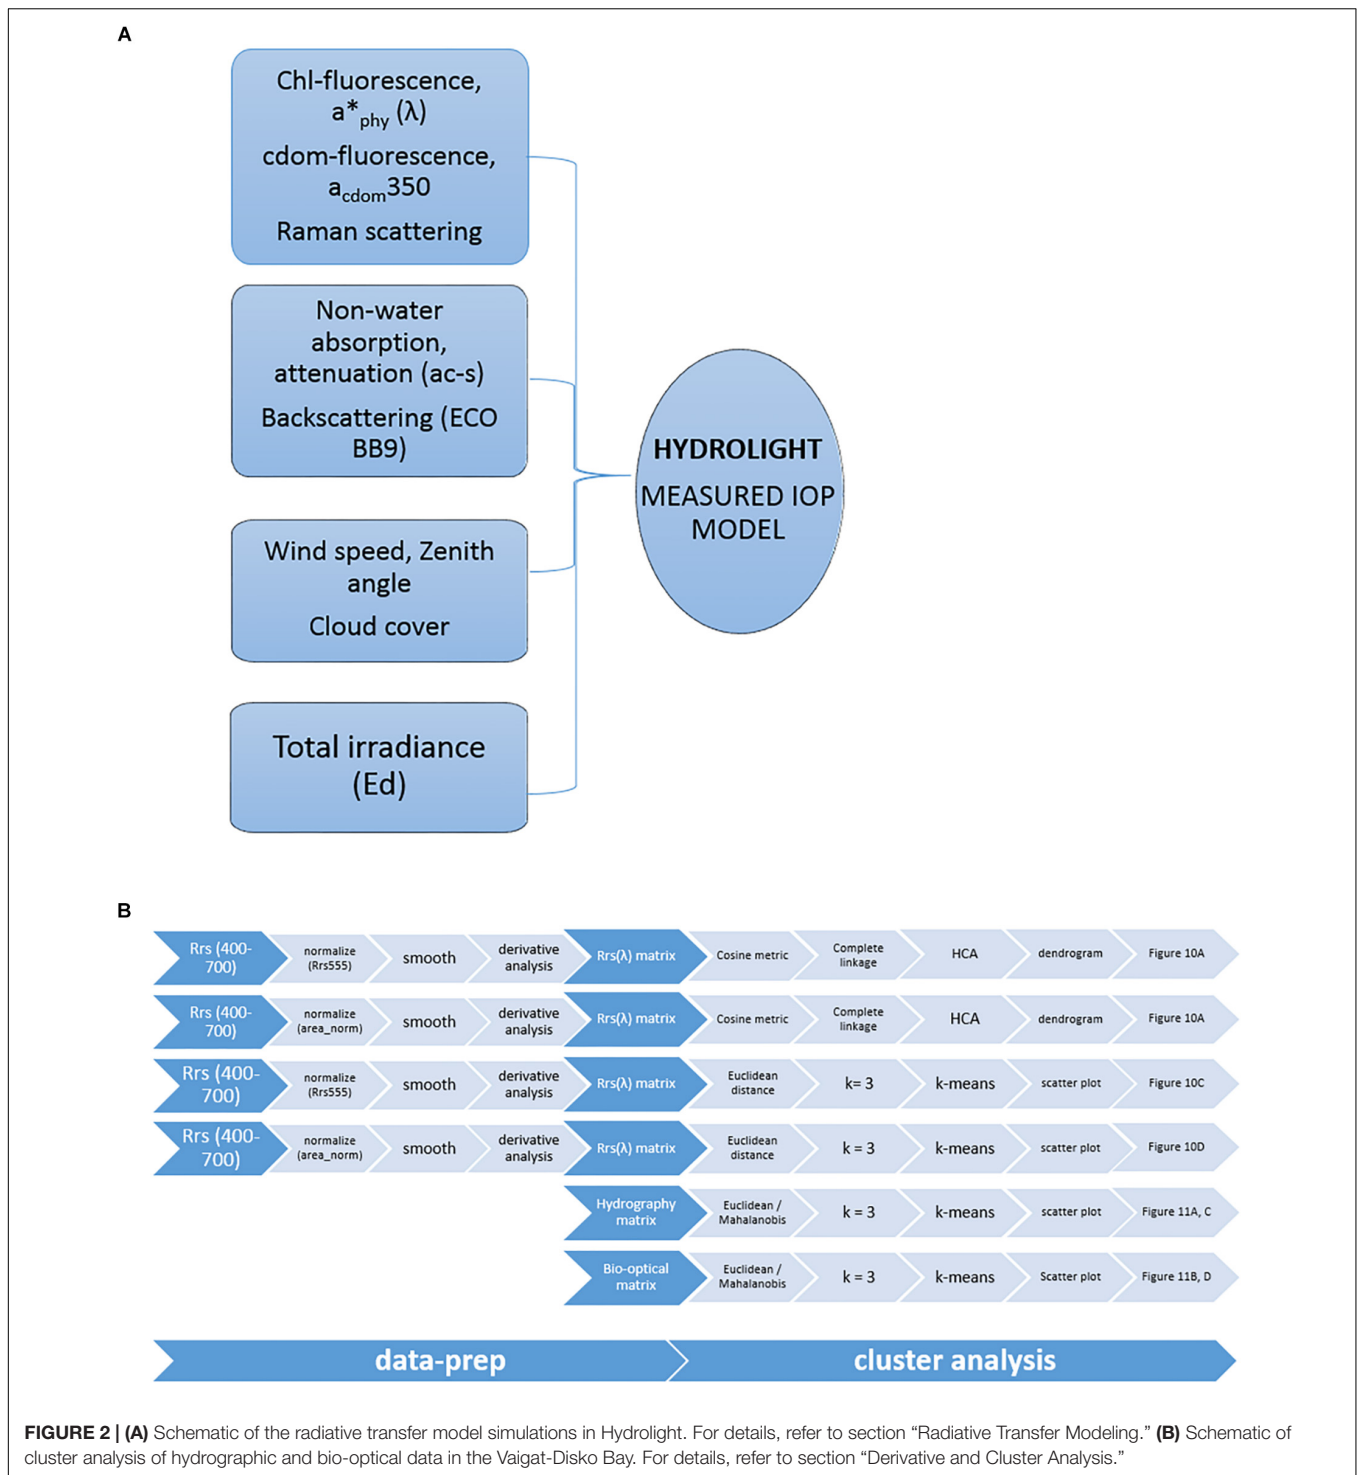 A
Chl-fluorescence,
a*phy (λ)
cdom-fluorescence,
acdom350
Raman scattering
Non-water
absorption,
attenuation (ac-s)
Backscattering (ECO
BB9)
Wind speed, Zenith
angle
Cloud cover
Total irradiance
(Ed)
HYDROLIGHT
MEASURED IOP
MODEL
B
Rrs (400-
700)
normalize
(Rrs555)
smooth
derivative
analysis
Rrs(λ) matrix
Cosine metric
Complete
linkage
HCA
dendrogram
Figure 10A
Rrs (400-
700)
normalize
(area_norm)
smooth
derivative
analysis
Rrs(λ) matrix
Cosine metric
Complete
linkage
HCA
dendrogram
Figure 10A
Rrs (400-
700)
normalize
(Rrs555)
smooth
derivative
analysis
Rrs(λ) matrix
Euclidean
distance
k= 3
k-means
scatter plot
Figure 10C
Rrs (400-
700)
normalize
(area_norm)
smooth
derivative
analysis
Rrs(λ) matrix
Euclidean
distance
k = 3
k-means
scatter plot
Figure 10D
Hydrography
matrix
Euclidean /
Mahalanobis
k = 3
k-means
scatter plot
Figure 11A, C
Bio-optical
matrix
Euclidean /
Mahalanobis
k = 3
k-means
Scatter plot
Figure 11B, D
data-prep
cluster analysis
FIGURE 2 | (A) Schematic of the radiative transfer model simulations in Hydrolight. For details, refer to section “Radiative Transfer Modeling.” (B) Schematic of
cluster analysis of hydrographic and bio-optical data in the Vaigat-Disko Bay. For details, refer to section “Derivative and Cluster Analysis.”